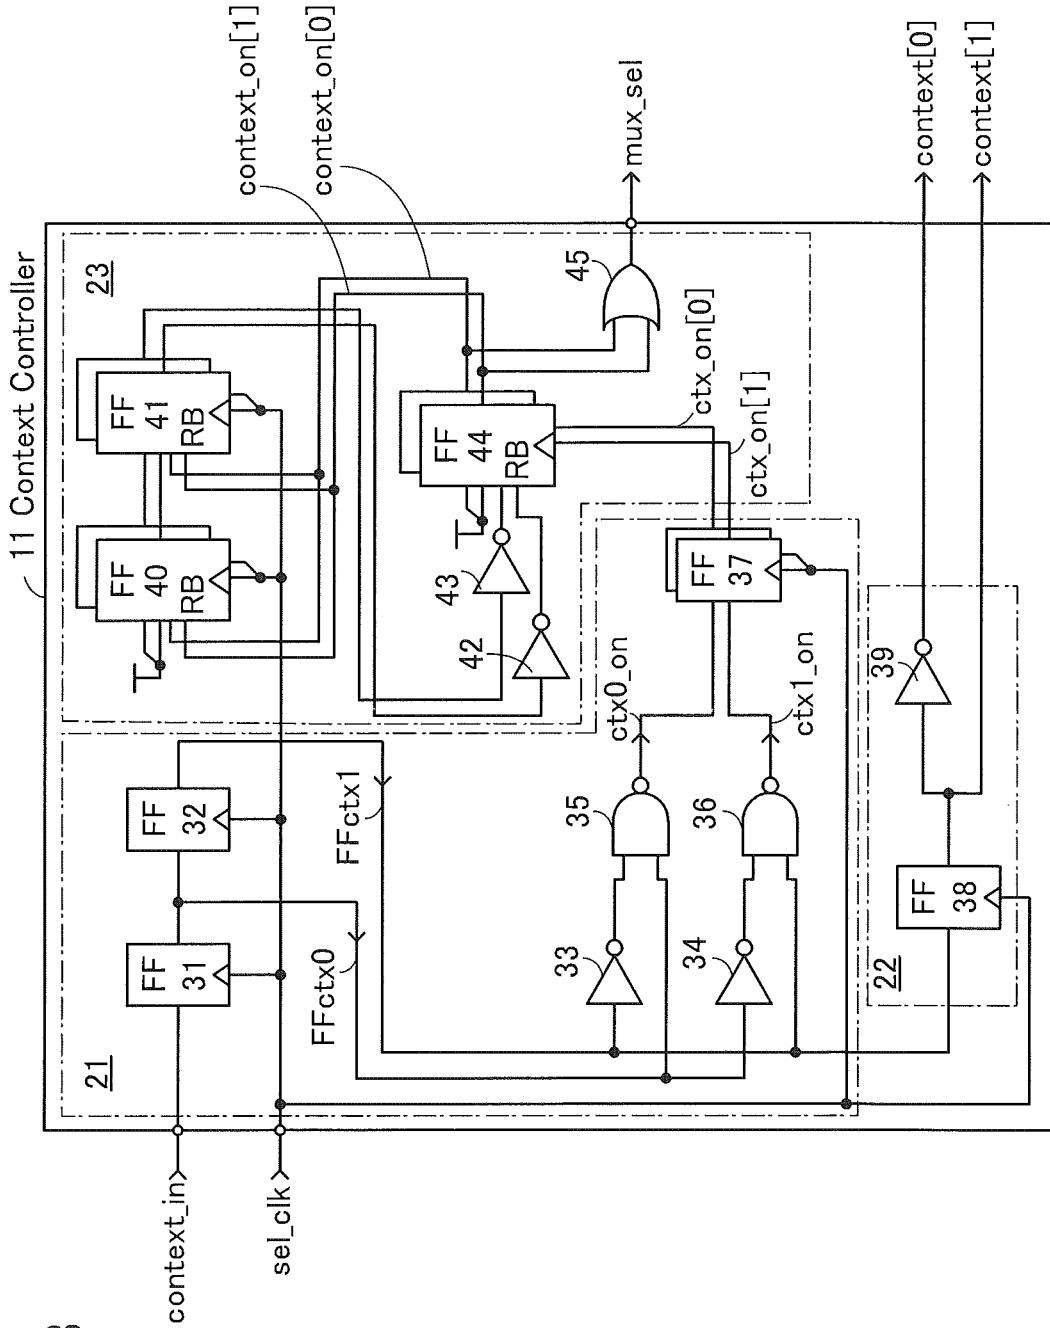 11 Context Controller
context_in
sel_clk
21
FF
31
FF
32
FFctx0
FFctx1
33
34
35
36
ctx0_on
ctx1_on
FF
37
ctx_on[0]
ctx_on[1]
22
FF
38
39
context[0]
context[1]
23
FF
40
RB
FF
41
RB
42
43
FF
44
RB
45
context_on[1]
context_on[0]
mux_sel